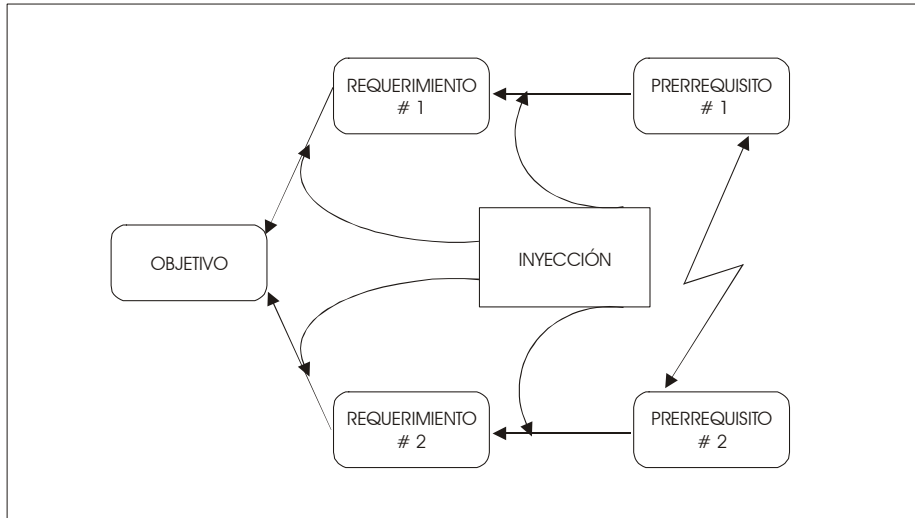 REQUERIMIENTO
# 1
PRERREQUISITO
# 1
OBJETIVO
INYECCIÓN
REQUERIMIENTO
# 2
PRERREQUISITO
# 2